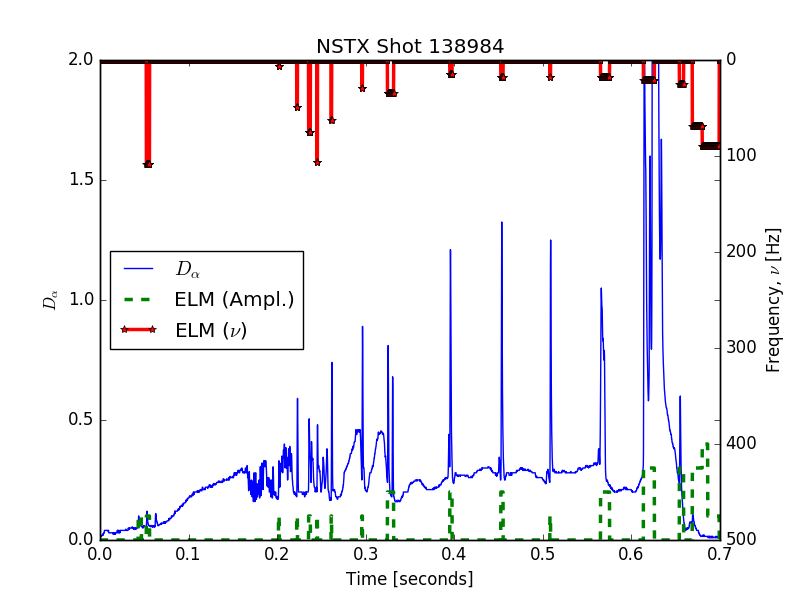 NSTX Shot 138984
2.0
1.5
1.0
0.5
0.0
Dα
0
100
200
300
400
500
Frequency, ν [Hz]
Dα
ELM (Ampl.)
ELM (ν)
0.0 0.1 0.2 0.3 0.4 0.5 0.6 0.7
Time [seconds]